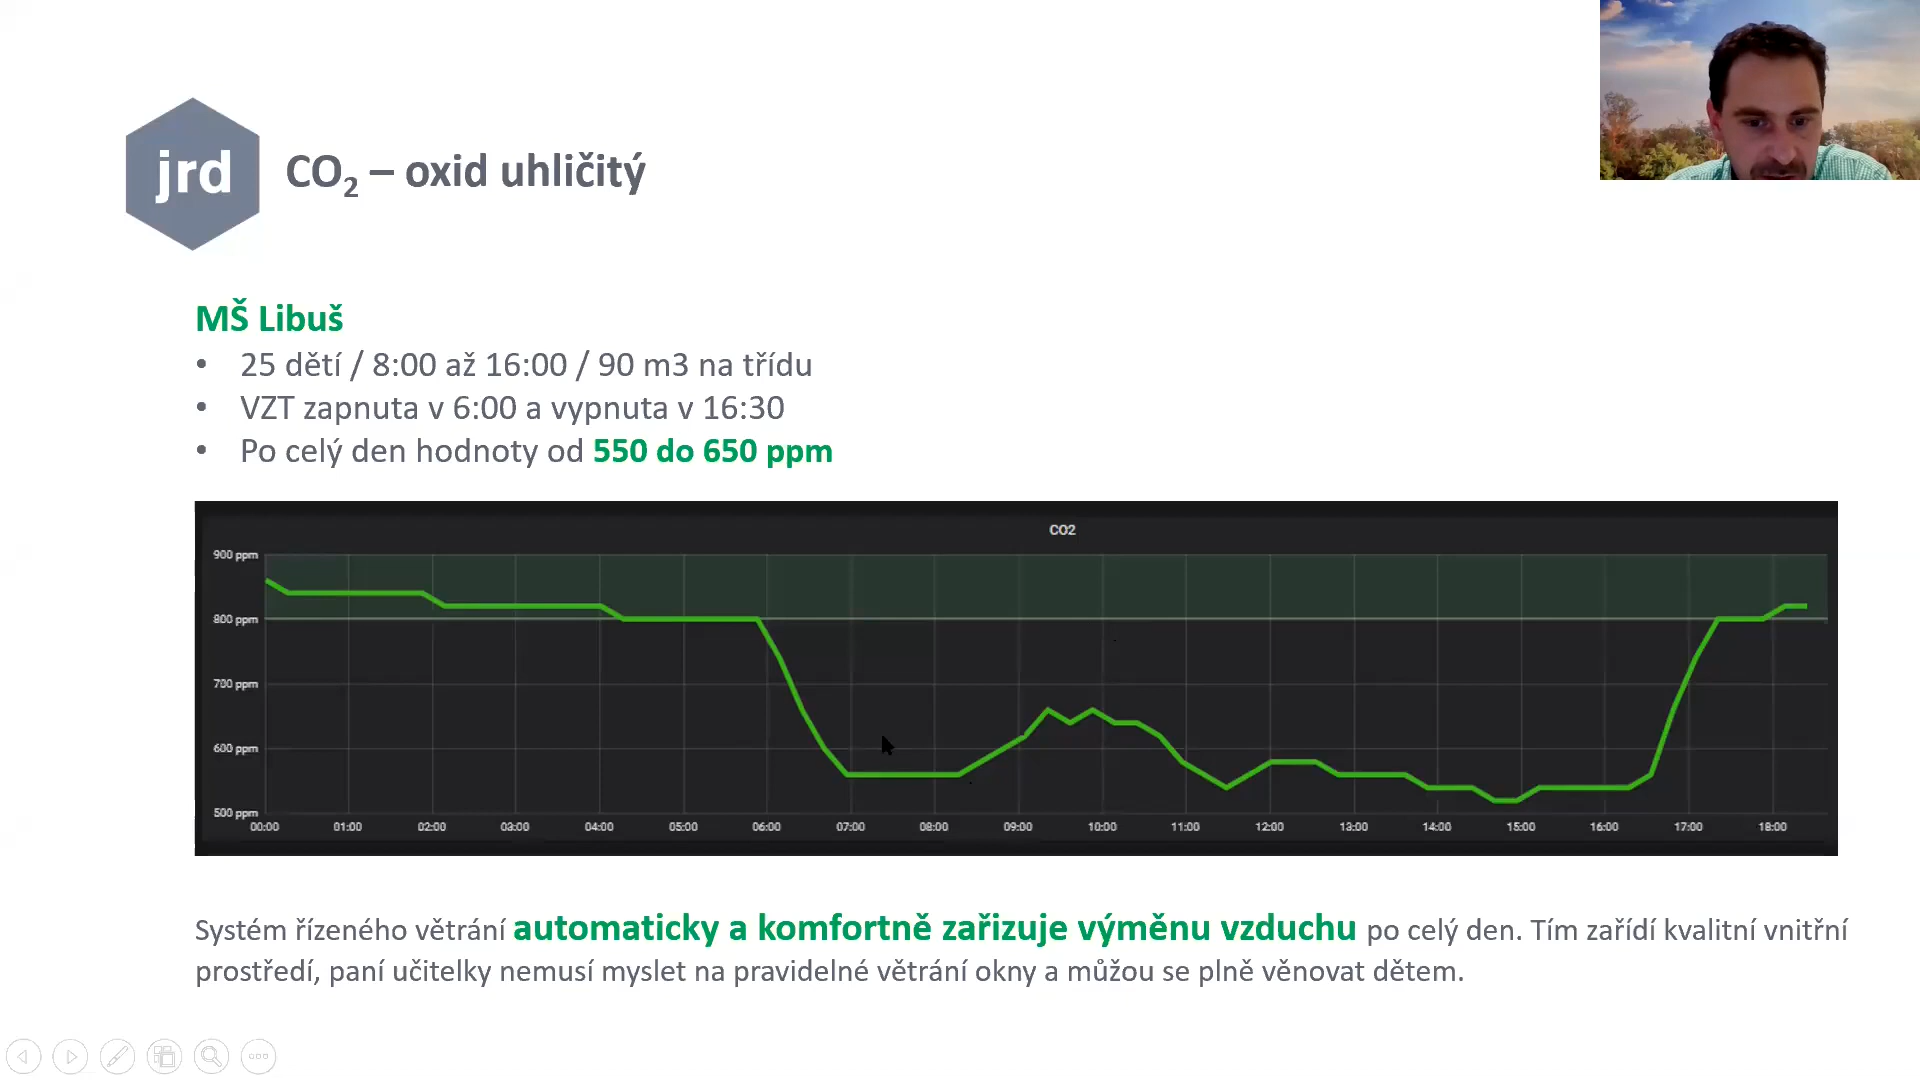 jrd
CO₂ – oxid uhličitý
MŠ Libuš
• 25 dětí / 8:00 až 16:00 / 90 m3 na třídu
• VZT zapnuta v 6:00 a vypnuta v 16:30
• Po celý den hodnoty od 550 do 650 ppm
CO2
900 ppm
800 ppm
700 ppm
600 ppm
500 ppm
00:00 01:00 02:00 03:00 04:00 05:00 06:00 07:00 08:00 09:00 10:00 11:00 12:00 13:00 14:00 15:00 16:00 17:00 18:00
Systém řízeného větrání automaticky a komfortně zařizuje výměnu vzduchu po celý den. Tím zařídí kvalitní vnitřní
prostředí, paní učitelky nemusí myslet na pravidelné větrání okny a můžou se plně věnovat dětem.